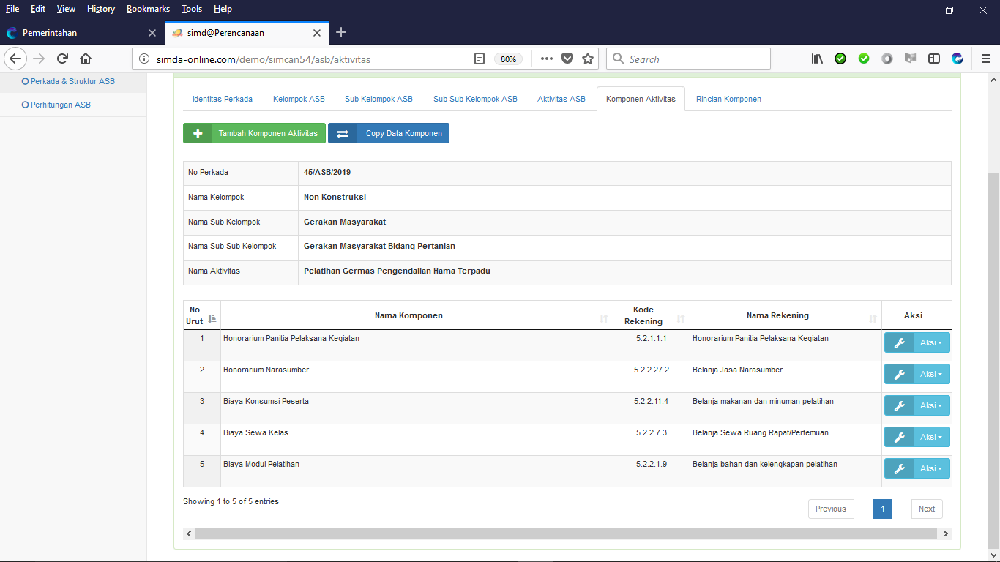 File Edit View History Bookmarks Tools Help
Pemerintahan simd@Perencanaan
simda-online.com/demo/simcan54/asb/aktivitas 80% Search
Perkada & Struktur ASB
Perhitungan ASB
Identitas Perkada Kelompok ASB Sub Kelompok ASB Sub Sub Kelompok ASB Aktivitas ASB Komponen Aktivitas Rincian Komponen
Tambah Komponen Aktivitas Copy Data Komponen
No Perkada 45/ASB/2019
Nama Kelompok Non Konstruksi
Nama Sub Kelompok Gerakan Masyarakat
Nama Sub Sub Kelompok Gerakan Masyarakat Bidang Pertanian
Nama Aktivitas Pelatihan Germas Pengendalian Hama Terpadu
No Urut Nama Komponen Kode Rekening Nama Rekening Aksi
1 Honorarium Panitia Pelaksana Kegiatan 5.2.1.1.1 Honorarium Panitia Pelaksana Kegiatan Aksi
2 Honorarium Narasumber 5.2.2.27.2 Belanja Jasa Narasumber Aksi
3 Biaya Konsumsi Peserta 5.2.2.11.4 Belanja makanan dan minuman pelatihan Aksi
4 Biaya Sewa Kelas 5.2.2.7.3 Belanja Sewa Ruang Rapat/Pertemuan Aksi
5 Biaya Modul Pelatihan 5.2.2.1.9 Belanja bahan dan kelengkapan pelatihan Aksi
Showing 1 to 5 of 5 entries
Previous 1 Next